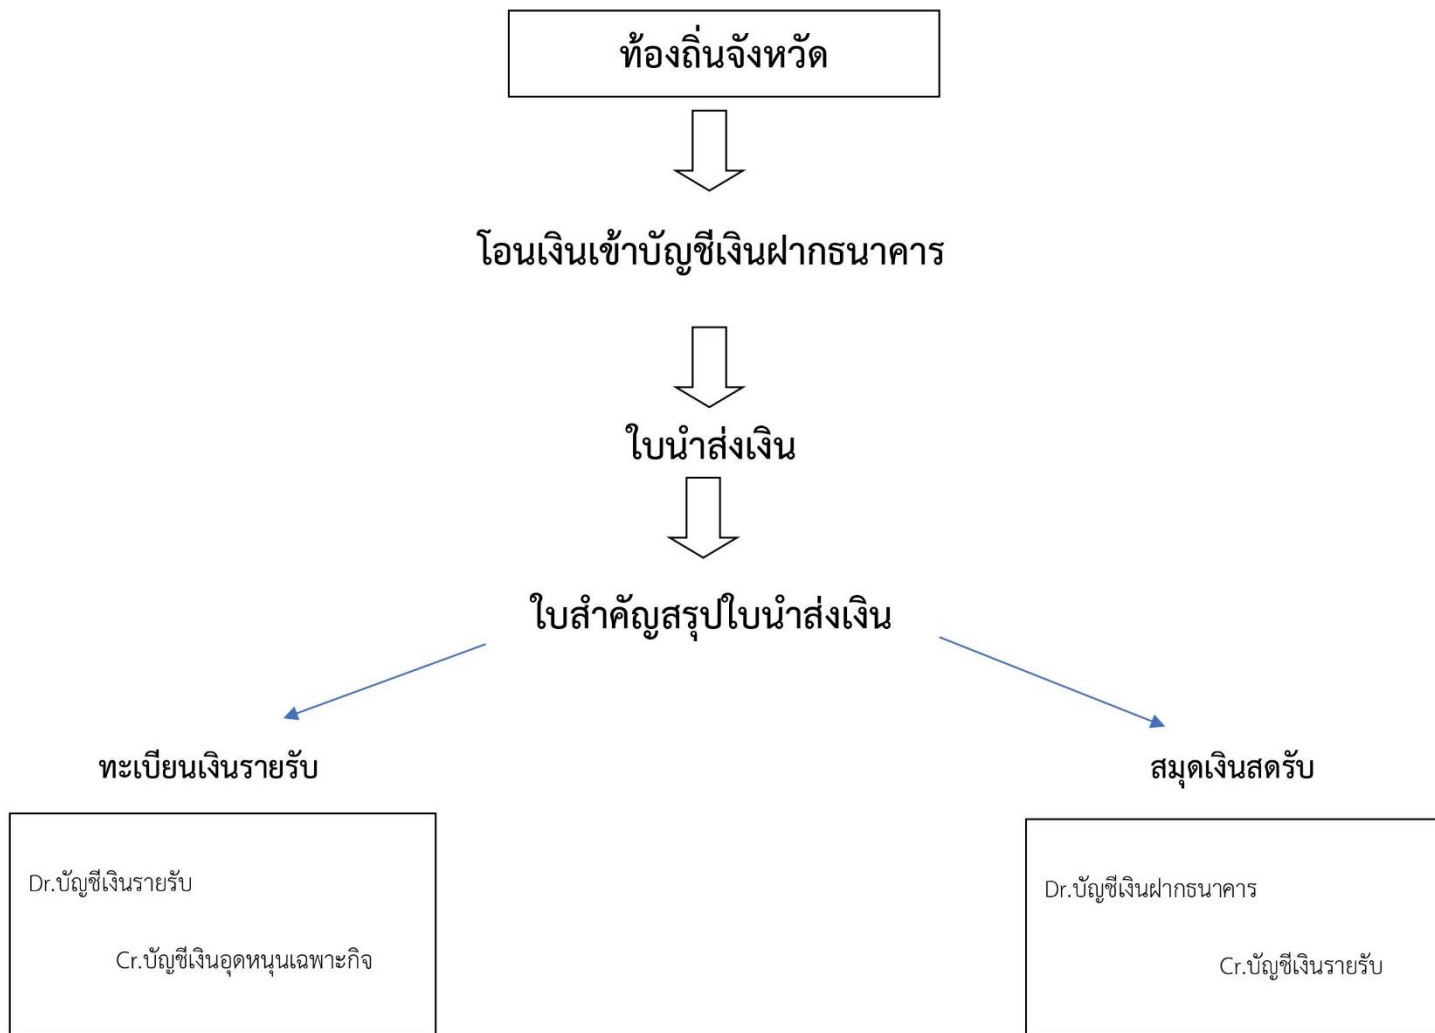 ท้องถิ่นจังหวัด
โอนเงินเข้าบัญชีเงินฝากธนาคาร
ใบนำส่งเงิน
ใบสำคัญสรุปใบนำส่งเงิน
ทะเบียนเงินรายรับ
สมุดเงินสดรับ
Dr.บัญชีเงินรายรับ
Cr.บัญชีเงินอุดหนุนเฉพาะกิจ
Dr.บัญชีเงินฝากธนาคาร
Cr.บัญชีเงินรายรับ